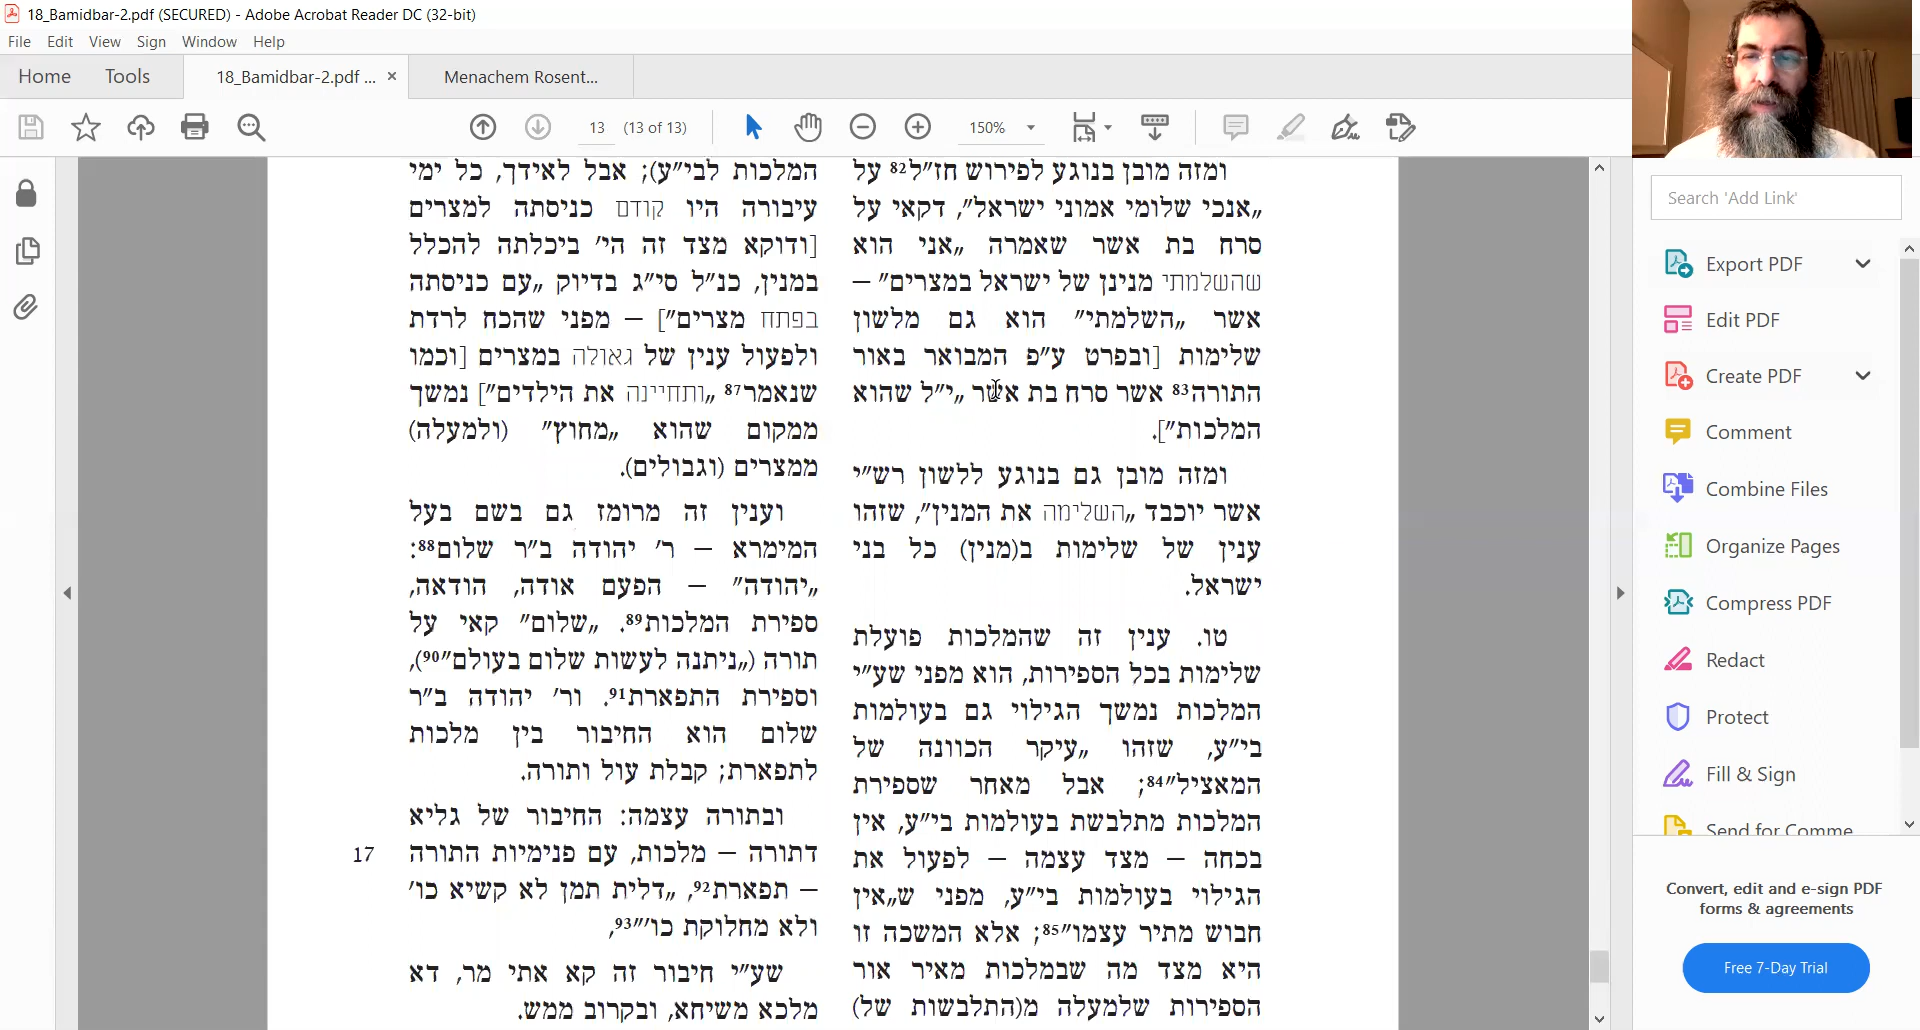 18_Bamidbar-2.pdf (SECURED) - Adobe Acrobat Reader DC (32-bit)
File Edit View Sign Window Help
Home Tools 18_Bamidbar-2.pdf ... × Menachem Rosent...
13 (13 of 13) 150%
ומזה מובן בנוגע לפירוש חז"ל82 על
„אנכי שלומי אמוני ישראל", דקאי על
סרח בת אשר שאמרה „אני הוא
שהשלמתי מנינן של ישראל במצרים" –
אשר „השלמתי" הוא גם מלשון
שלימות [ובפרט ע"פ המבואר באור
התורה83 אשר סרח בת אשר „י"ל שהוא
המלכות"].
ומזה מובן גם בנוגע ללשון רש"י
אשר יוכבד „השלימה את המנין", שזהו
ענין של שלימות ב(מנין) כל בני
ישראל.
טו. ענין זה שהמלכות פועלת
שלימות בכל הספירות, הוא מפני שע"י
המלכות נמשך הגילוי גם בעולמות
בי"ע, שזהו „עיקר הכוונה של
המאציל"84; אבל מאחר שספירת
המלכות מתלבשת בעולמות בי"ע, אין
בכחה – מצד עצמה – לפעול את
הגילוי בעולמות בי"ע, מפני ש„אין
חבוש מתיר עצמו"85; אלא המשכה זו
היא מצד מה שבמלכות מאיר אור
הספירות שלמעלה מ(התלבשות של)
המלכות לבי"ע); אבל לאידך, כל ימי
עיבורה היו קודם כניסתה למצרים
[ודוקא מצד זה הי' ביכלתה להכלל
במנין, כנ"ל סי"ג בדיוק „עם כניסתה
בפתח מצרים"] – מפני שהכח לרדת
ולפעול ענין של גאולה במצרים [וכמו
שנאמר87 „ותחיינה את הילדים"] נמשך
ממקום שהוא „מחוץ" (ולמעלה)
ממצרים (וגבולים).
וענין זה מרומז גם בשם בעל
המימרא – ר' יהודה ב"ר שלום88:
„יהודה" – הפעם אודה, הודאה,
ספירת המלכות89. „שלום" קאי על
תורה („ניתנה לעשות שלום בעולם"90),
וספירת התפארת91. ור' יהודה ב"ר
שלום הוא החיבור בין מלכות
לתפארת; קבלת עול ותורה.
ובתורה עצמה: החיבור של גליא
דתורה – מלכות, עם פנימיות התורה
17
– תפארת92, „דלית תמן לא קשיא כו'
ולא מחלוקת כו'"93,
שע"י חיבור זה קא אתי מר, דא
מלכא משיחא, ובקרוב ממש.
Search 'Add Link'
Export PDF
Edit PDF
Create PDF
Comment
Combine Files
Organize Pages
Compress PDF
Redact
Protect
Fill & Sign
Send for Comme
Convert, edit and e-sign PDF
forms & agreements
Free 7-Day Trial